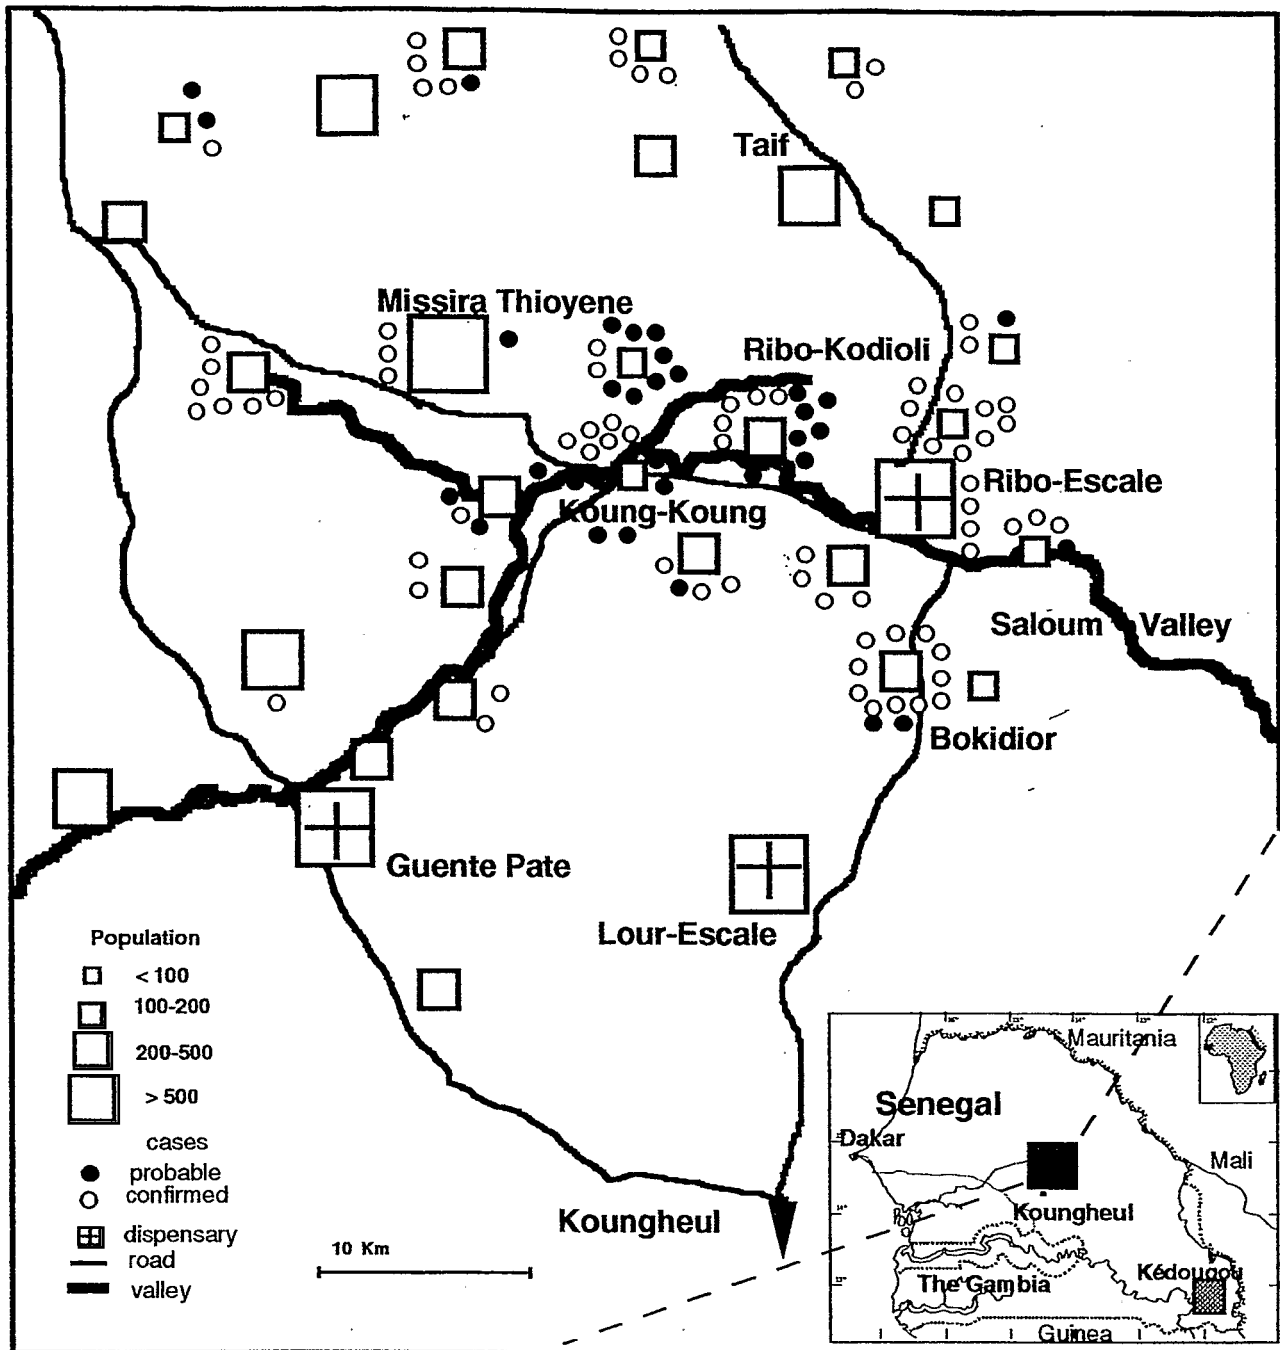 Taif
Missira Thioyene
Ribo-Kodioli
Ribo-Escale
Koung-Koung
Saloum Valley
Bokidior
Guente Pate
Lour-Escale
Population
< 100
100-200
200-500
> 500
cases
probable
confirmed
dispensary
road
valley
10 Km
Koungheul
Mauritania
Senegal
Dakar
Mali
Koungheul
Kédougou
The Gambia
Guinea